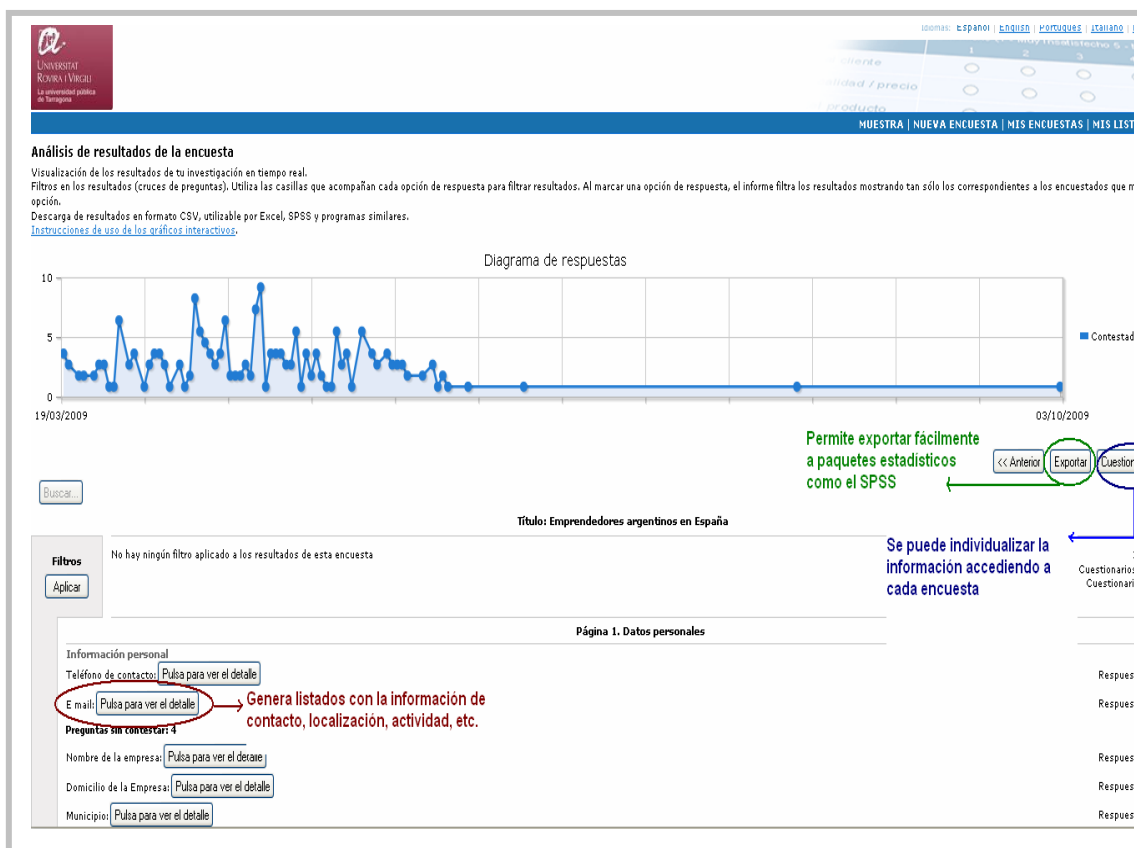 Idiomas: Español | English | Português | Italiano |
UNIVERSITAT
ROVIRA I VIRGILI
La universidad pública
de Tarragona
cliente
1 2 3
/ precio
producto
MUESTRA | NUEVA ENCUESTA | MIS ENCUESTAS | MIS LIST
Análisis de resultados de la encuesta
Visualización de los resultados de tu investigación en tiempo real.
Filtros en los resultados (cruces de preguntas). Utiliza las casillas que acompañan cada opción de respuesta para filtrar resultados. Al marcar una opción de respuesta, el informe filtra los resultados mostrando tan sólo los correspondientes a los encuestados que m
opción.
Descarga de resultados en formato CSV, utilizable por Excel, SPSS y programas similares.
Instrucciones de uso de los gráficos interactivos.
Diagrama de respuestas
10
5
0
Contestad
19/03/2009
03/10/2009
Permite exportar fácilmente
a paquetes estadísticos
como el SPSS
<< Anterior
Exportar
Cuestion
Buscar...
Título: Emprendedores argentinos en España
Filtros
Aplicar
No hay ningún filtro aplicado a los resultados de esta encuesta
Se puede individualizar la
información accediendo a
cada encuesta
Cuestionarios
Cuestionari
Página 1. Datos personales
Información personal
Teléfono de contacto: Pulsa para ver el detalle Respues
E mail: Pulsa para ver el detalle Respues
Genera listados con la información de
contacto, localización, actividad, etc.
Preguntas sin contestar: 4
Nombre de la empresa: Pulsa para ver el detalle Respues
Domicilio de la Empresa: Pulsa para ver el detalle Respues
Municipio: Pulsa para ver el detalle Respues